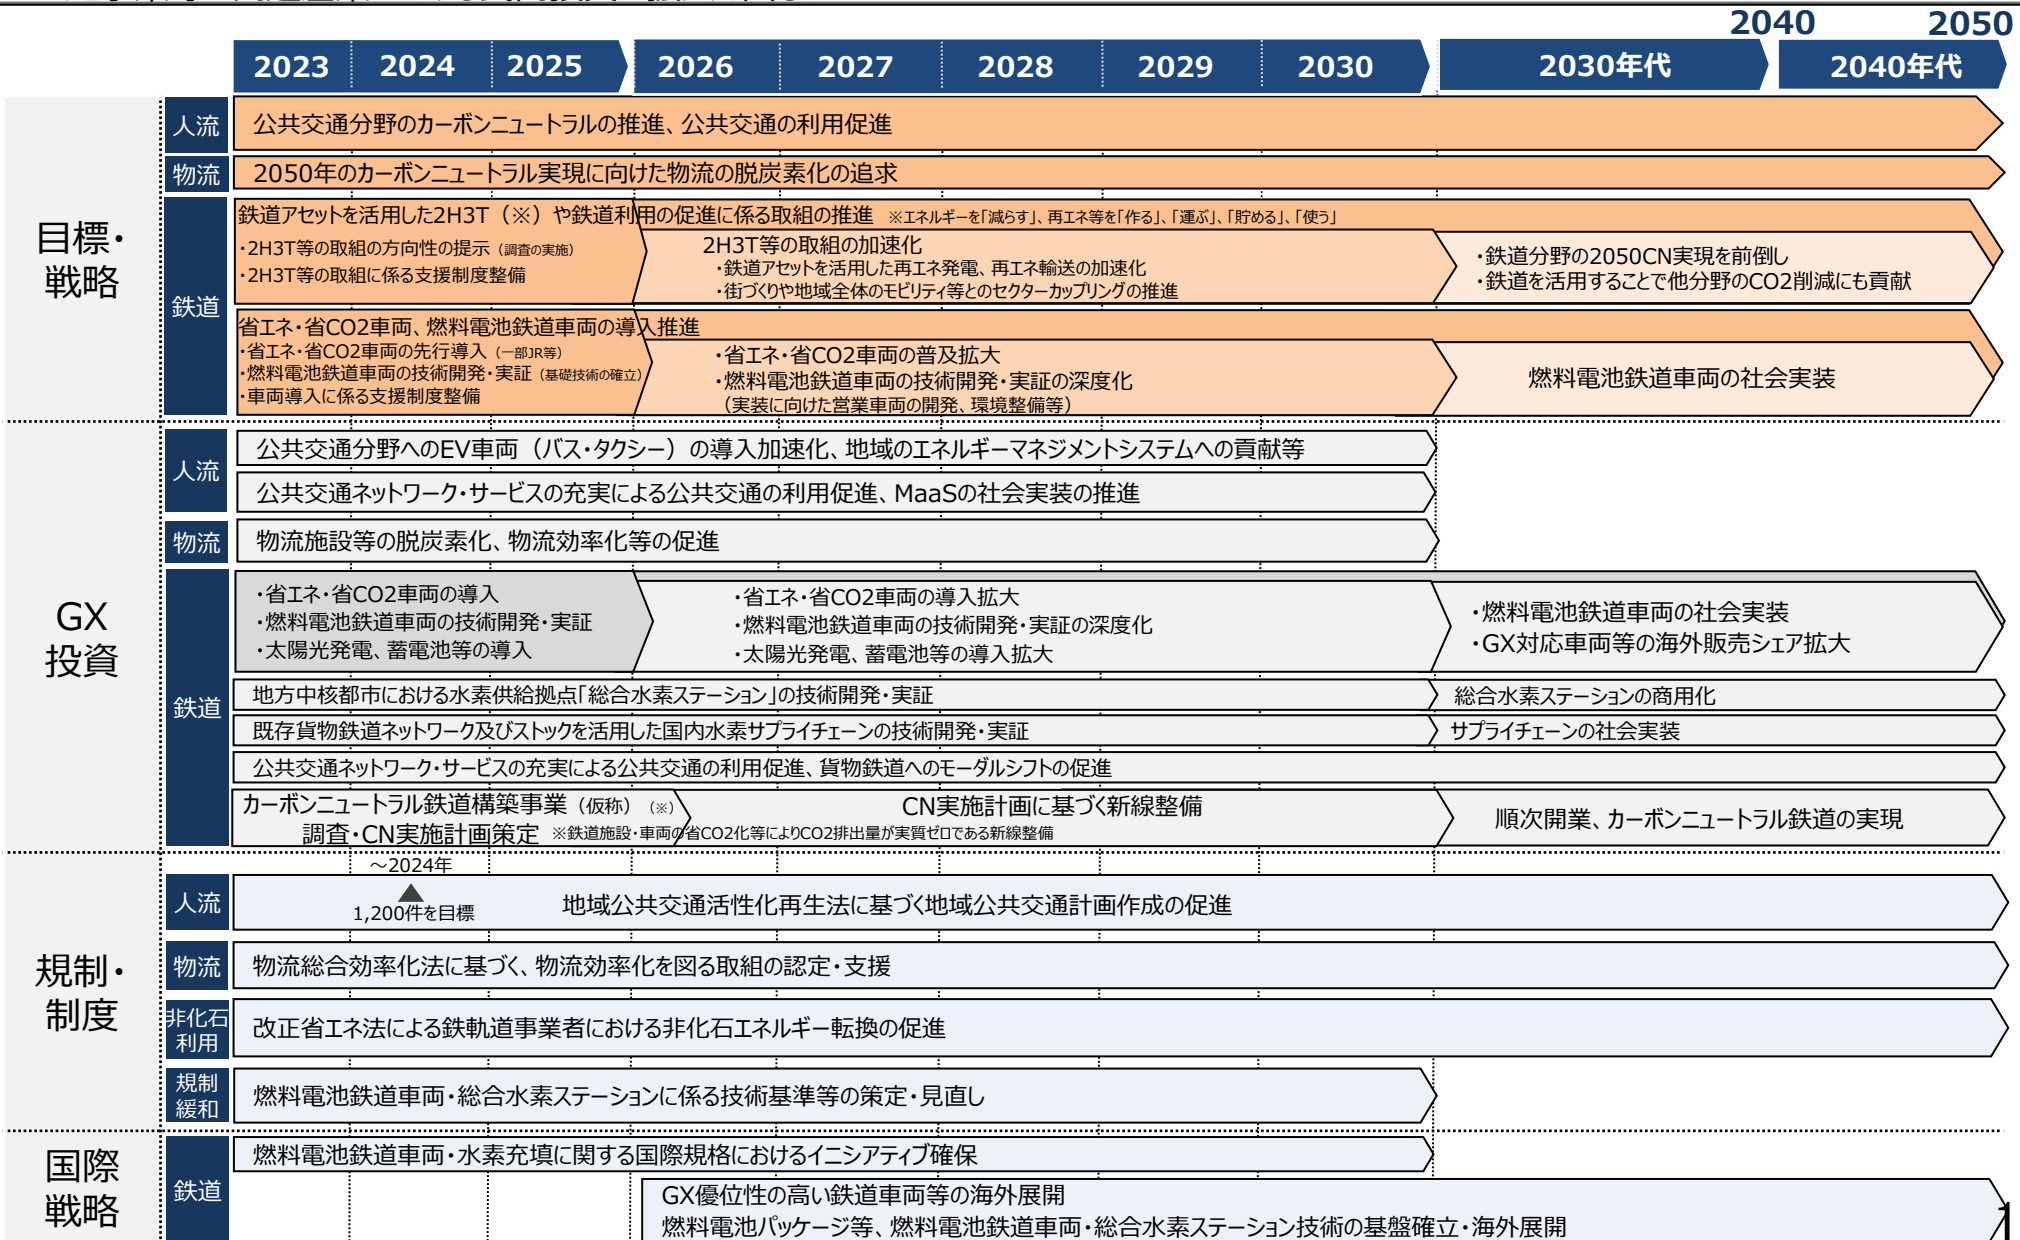 2040 2050
2023 2024 2025 2026 2027 2028 2029 2030 2030年代 2040年代
目標・
戦略
人流
公共交通分野のカーボンニュートラルの推進、公共交通の利用促進
物流
2050年のカーボンニュートラル実現に向けた物流の脱炭素化の追求
鉄道
鉄道アセットを活用した2H3T（※）や鉄道利用の促進に係る取組の推進 ※エネルギーを「減らす」、再エネ等を「作る」、「運ぶ」、「貯める」、「使う」
・2H3T等の取組の方向性の提示（調査の実施）
・2H3T等の取組に係る支援制度整備
2H3T等の取組の加速化
・鉄道アセットを活用した再エネ発電、再エネ輸送の加速化
・街づくりや地域全体のモビリティ等とのセクターカップリングの推進
・鉄道分野の2050CN実現を前倒し
・鉄道を活用することで他分野のCO2削減にも貢献
省エネ・省CO2車両、燃料電池鉄道車両の導入推進
・省エネ・省CO2車両の先行導入（一部JR等）
・燃料電池鉄道車両の技術開発・実証（基礎技術の確立）
・車両導入に係る支援制度整備
・省エネ・省CO2車両の普及拡大
・燃料電池鉄道車両の技術開発・実証の深度化
（実装に向けた営業車両の開発、環境整備等）
燃料電池鉄道車両の社会実装
GX
投資
人流
公共交通分野へのEV車両（バス・タクシー）の導入加速化、地域のエネルギーマネジメントシステムへの貢献等
公共交通ネットワーク・サービスの充実による公共交通の利用促進、MaaSの社会実装の推進
物流
物流施設等の脱炭素化、物流効率化等の促進
鉄道
・省エネ・省CO2車両の導入
・燃料電池鉄道車両の技術開発・実証
・太陽光発電、蓄電池等の導入
・省エネ・省CO2車両の導入拡大
・燃料電池鉄道車両の技術開発・実証の深度化
・太陽光発電、蓄電池等の導入拡大
・燃料電池鉄道車両の社会実装
・GX対応車両等の海外販売シェア拡大
地方中核都市における水素供給拠点「総合水素ステーション」の技術開発・実証
総合水素ステーションの商用化
既存貨物鉄道ネットワーク及びストックを活用した国内水素サプライチェーンの技術開発・実証
サプライチェーンの社会実装
公共交通ネットワーク・サービスの充実による公共交通の利用促進、貨物鉄道へのモーダルシフトの促進
カーボンニュートラル鉄道構築事業（仮称）（※）
調査・CN実施計画策定 ※鉄道施設・車両の省CO2化等によりCO2排出量が実質ゼロである新線整備
CN実施計画に基づく新線整備
順次開業、カーボンニュートラル鉄道の実現
規制・
制度
人流
～2024年
1,200件を目標
地域公共交通活性化再生法に基づく地域公共交通計画作成の促進
物流
物流総合効率化法に基づく、物流効率化を図る取組の認定・支援
非化石
利用
改正省エネ法による鉄軌道事業者における非化石エネルギー転換の促進
規制
緩和
燃料電池鉄道車両・総合水素ステーションに係る技術基準等の策定・見直し
国際
戦略
鉄道
燃料電池鉄道車両・水素充填に関する国際規格におけるイニシアティブ確保
GX優位性の高い鉄道車両等の海外展開
燃料電池パッケージ等、燃料電池鉄道車両・総合水素ステーション技術の基盤確立・海外展開
1